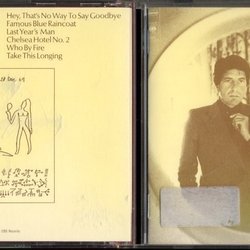 Hey, That's No Way To Say Goodbye
Famous Blue Raincoat
Last Year's Man
Chelsea Hotel No. 2
Who By Fire
Take This Longing